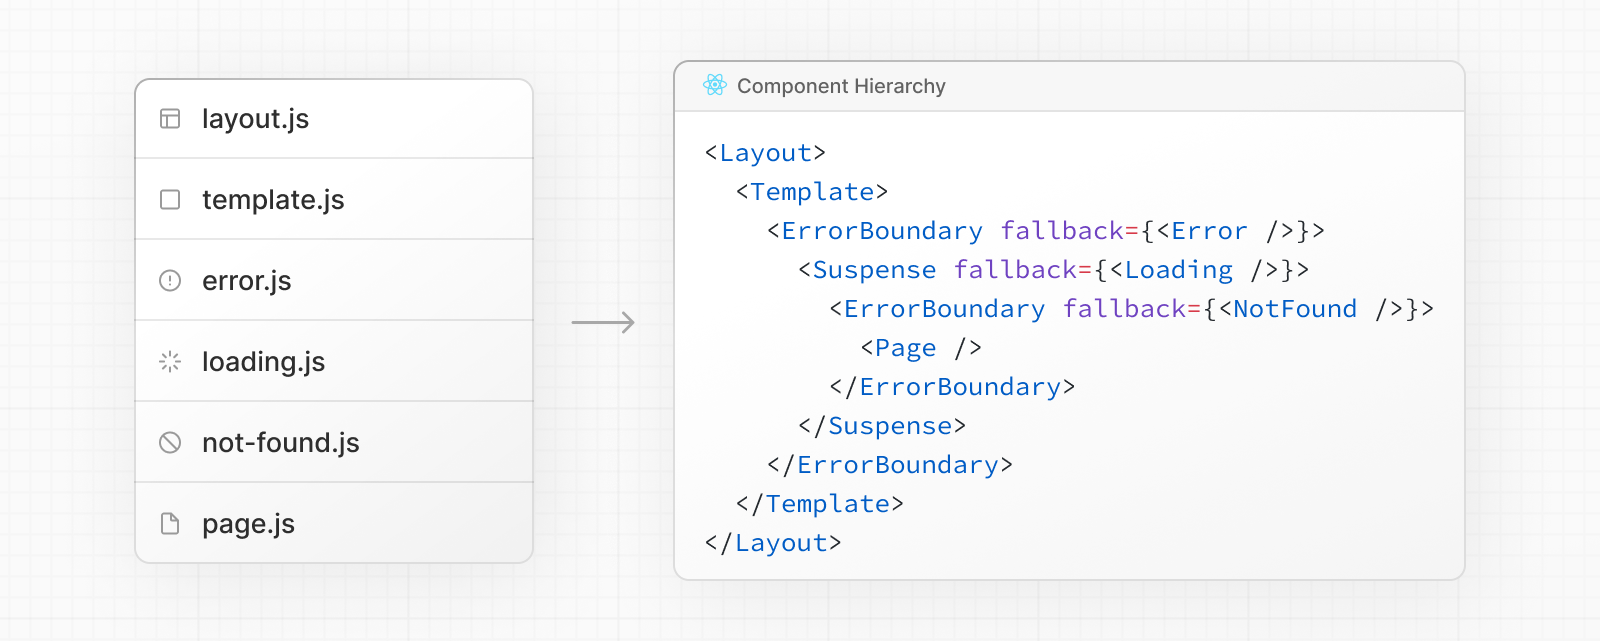 layout.js
template.js
error.js
loading.js
not-found.js
page.js
Component Hierarchy
<Layout>
  <Template>
    <ErrorBoundary fallback={<Error />}>
      <Suspense fallback={<Loading />}>
        <ErrorBoundary fallback={<NotFound />}>
          <Page />
        </ErrorBoundary>
      </Suspense>
    </ErrorBoundary>
  </Template>
</Layout>